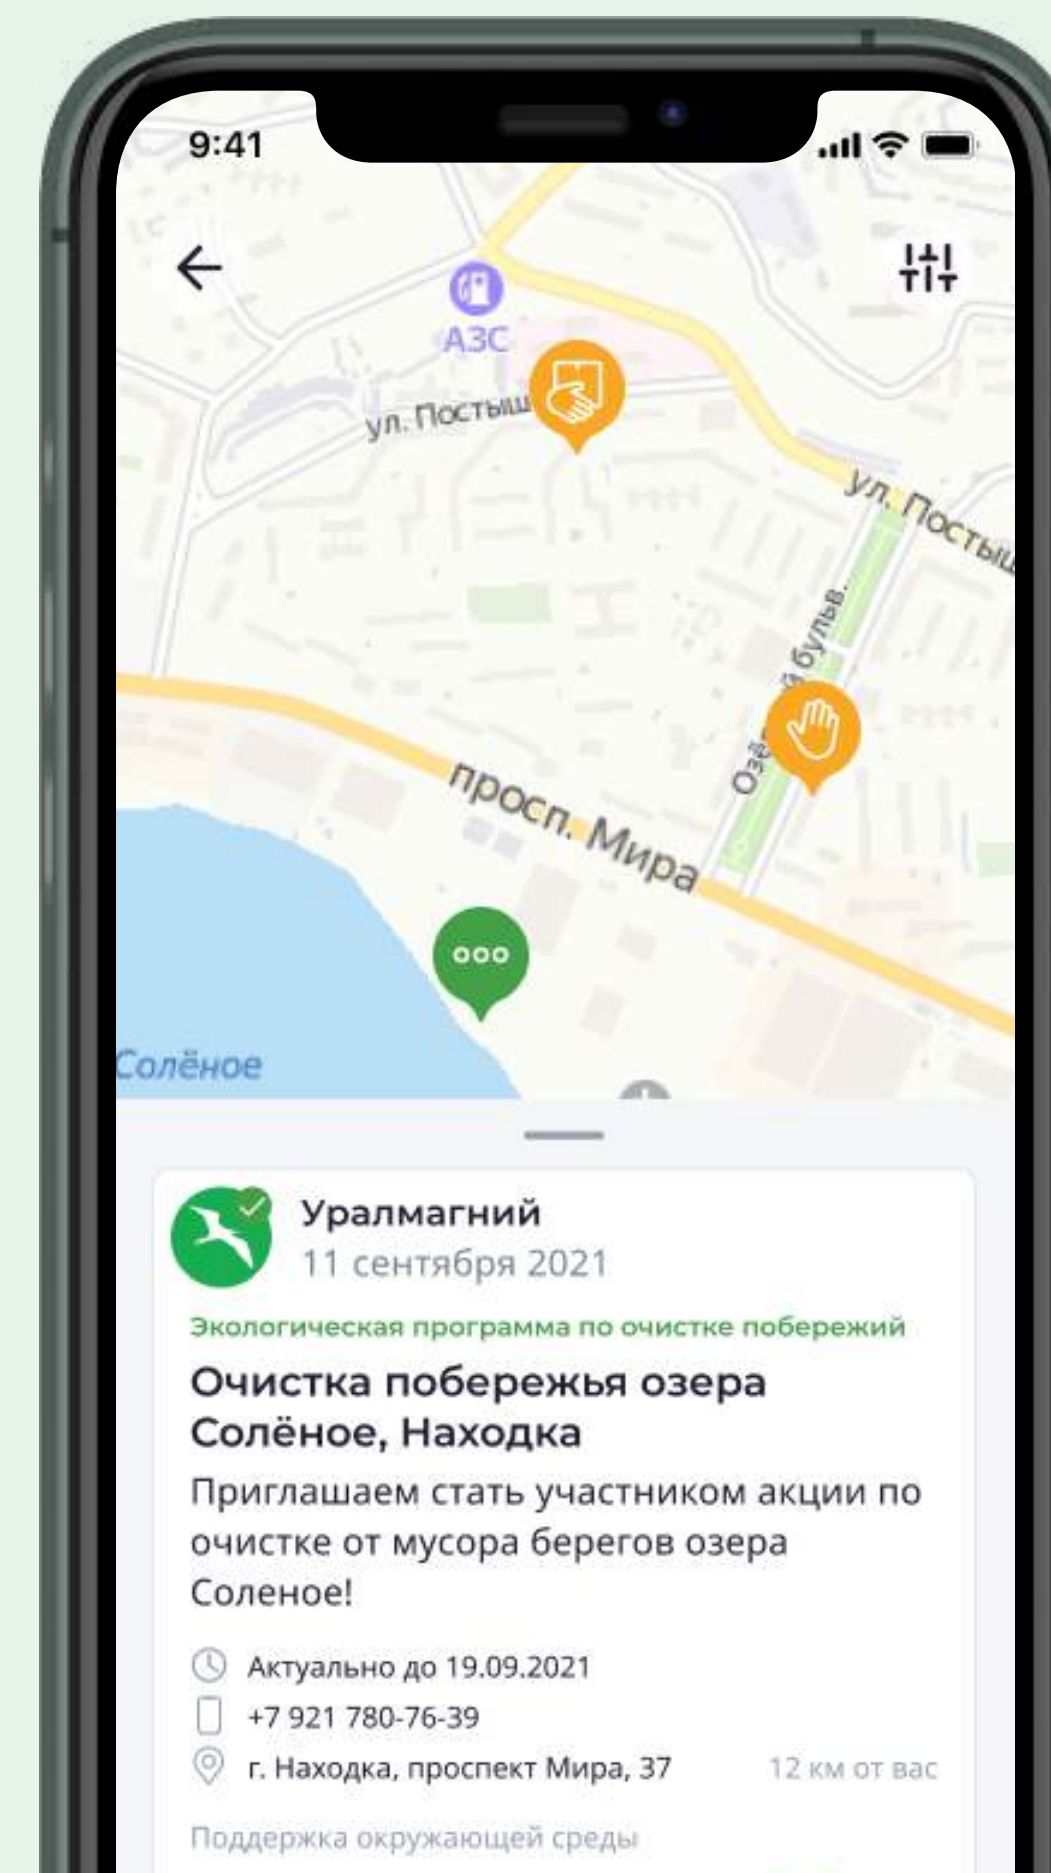 9:41
АЗС
ул. Постыш
ул. Постыш
бульв.
просп. Мира
Солёное
Уралмагний
11 сентября 2021
Экологическая программа по очистке побережий
Очистка побережья озера
Солёное, Находка
Приглашаем стать участником акции по
очистке от мусора берегов озера
Соленое!
Актуально до 19.09.2021
+7 921 780-76-39
г. Находка, проспект Мира, 37
12 км от вас
Поддержка окружающей среды